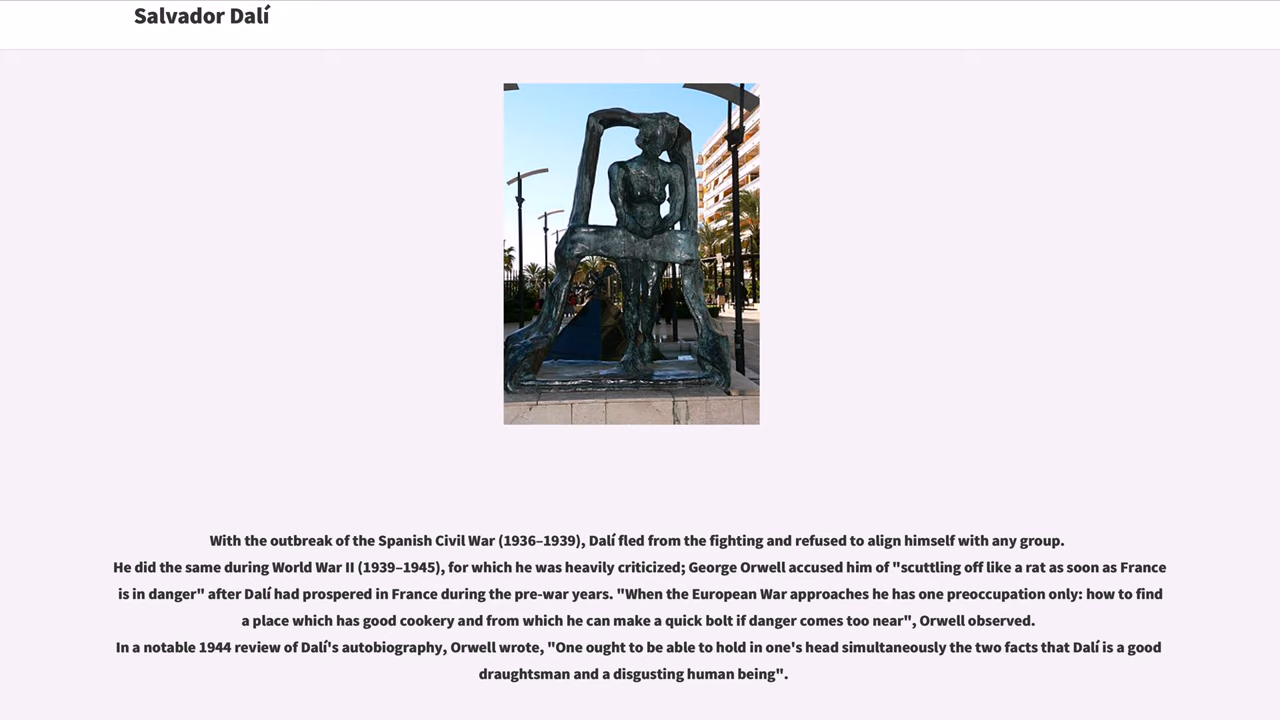 Salvador Dalí
With the outbreak of the Spanish Civil War (1936–1939), Dalí fled from the fighting and refused to align himself with any group.
He did the same during World War II (1939–1945), for which he was heavily criticized; George Orwell accused him of "scuttling off like a rat as soon as France
is in danger" after Dalí had prospered in France during the pre-war years. "When the European War approaches he has one preoccupation only: how to find
a place which has good cookery and from which he can make a quick bolt if danger comes too near", Orwell observed.
In a notable 1944 review of Dalí's autobiography, Orwell wrote, "One ought to be able to hold in one's head simultaneously the two facts that Dalí is a good
draughtsman and a disgusting human being".